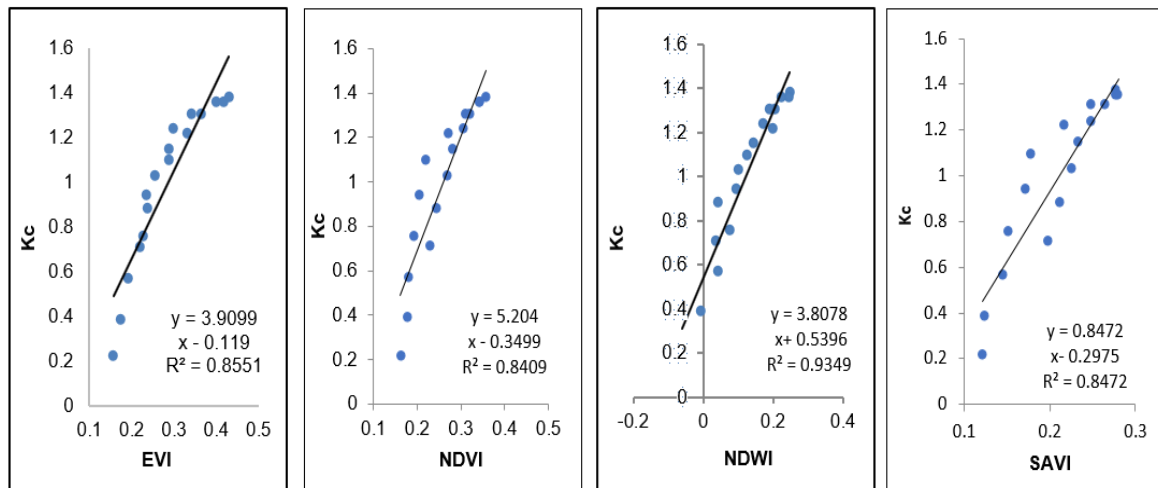 1.6
1.4
1.2
1
0.8
0.6
0.4
0.2
0
Kc
y = 3.9099
x - 0.119
R² = 0.8551
0.1 0.2 0.3 0.4 0.5
EVI
1.6
1.4
1.2
1
0.8
0.6
0.4
0.2
0
Kc
y = 5.204
x - 0.3499
R² = 0.8409
0.1 0.2 0.3 0.4 0.5
NDVI
1.6
1.4
1.2
1
0.8
0.6
0.4
0.2
0
Kc
y = 3.8078
x+ 0.5396
R² = 0.9349
-0.2 0 0.2 0.4
NDWI
1.6
1.4
1.2
1
0.8
0.6
0.4
0.2
0
Kc
y = 0.8472
x- 0.2975
R² = 0.8472
0.1 0.2 0.3
SAVI